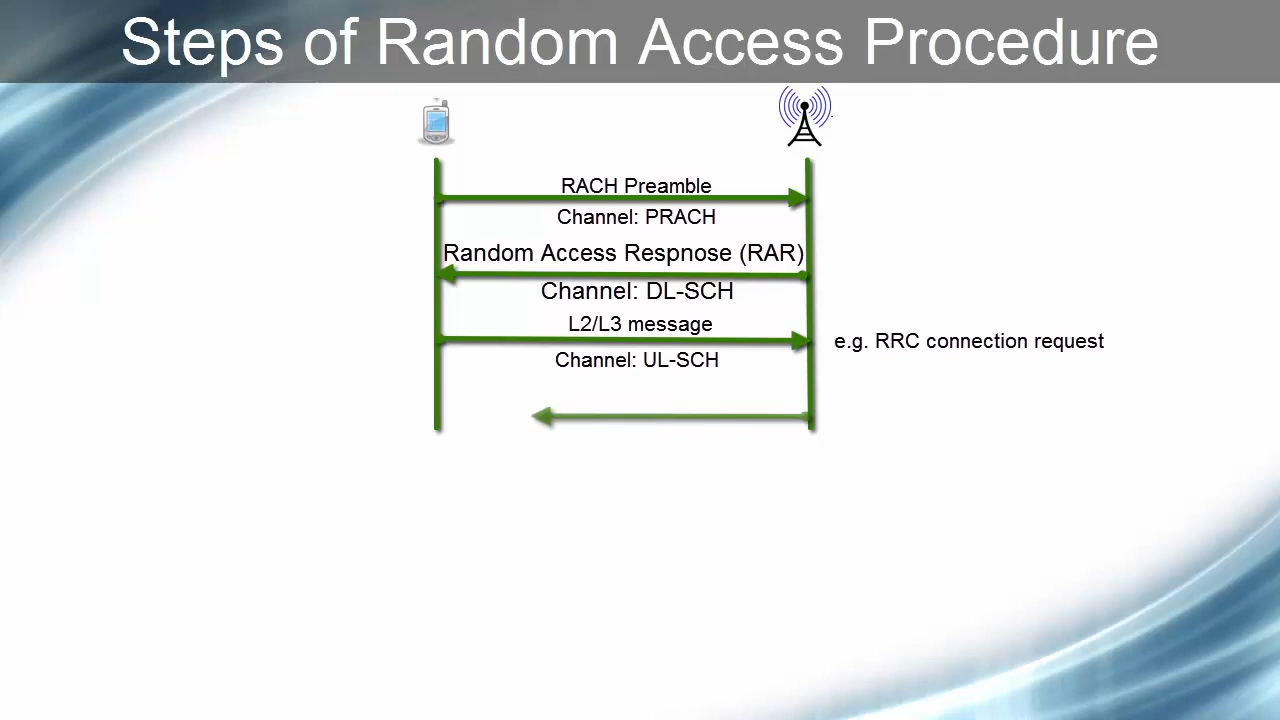 Steps of Random Access Procedure
RACH Preamble
Channel: PRACH
Random Access Respnose (RAR)
Channel: DL-SCH
L2/L3 message
e.g. RRC connection request
Channel: UL-SCH